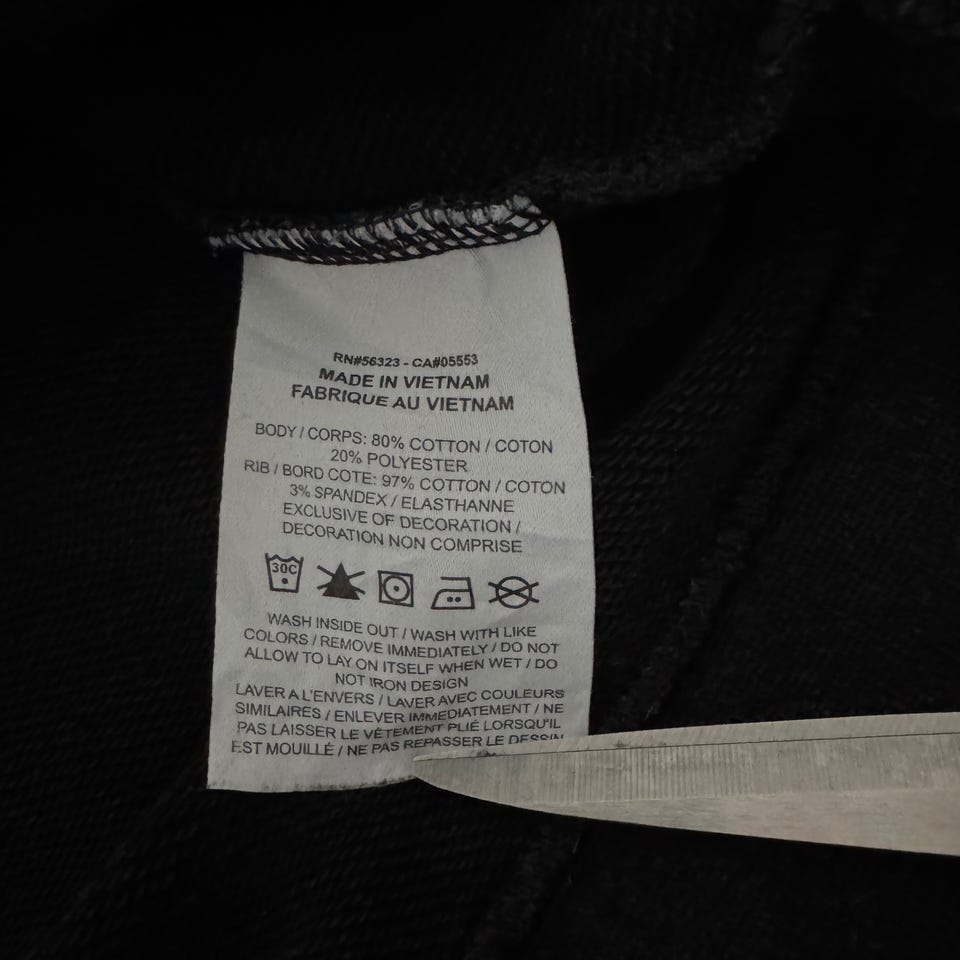 RN#56323 - CA#05553
MADE IN VIETNAM
FABRIQUE AU VIETNAM
BODY / CORPS: 80% COTTON / COTON
20% POLYESTER
RIB / BORD COTE: 97% COTTON / COTON
3% SPANDEX / ELASTHANNE
EXCLUSIVE OF DECORATION /
DECORATION NON COMPRISE
30C
WASH INSIDE OUT / WASH WITH LIKE
COLORS / REMOVE IMMEDIATELY / DO NOT
ALLOW TO LAY ON ITSELF WHEN WET / DO
NOT IRON DESIGN
LAVER A L'ENVERS / LAVER AVEC COULEURS
SIMILAIRES / ENLEVER IMMEDIATEMENT / NE
PAS LAISSER LE VÊTEMENT PLIÉ LORSQU'IL
EST MOUILLÉ / NE PAS REPASSER LE DESSIN